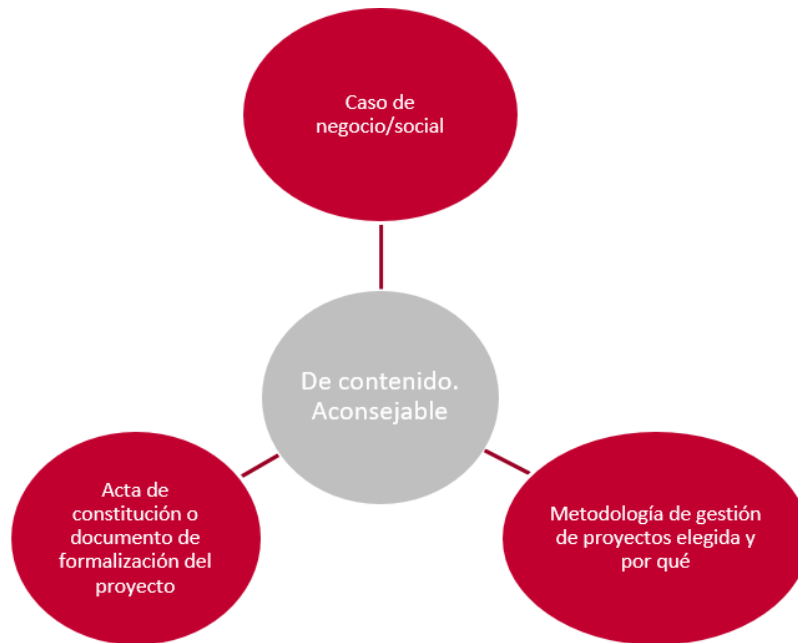 Caso de
negocio/social
De contenido.
Aconsejable
Acta de
constitución o
documento de
formalización del
proyecto
Metodología de gestión
de proyectos elegida y
por qué